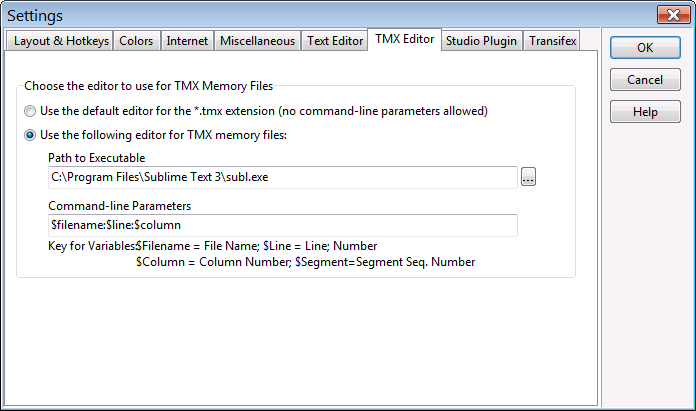 Settings
Layout & Hotkeys Colors Internet Miscellaneous Text Editor TMX Editor Studio Plugin Transifex
OK
Cancel
Help
Choose the editor to use for TMX Memory Files
Use the default editor for the *.tmx extension (no command-line parameters allowed)
Use the following editor for TMX memory files:
Path to Executable
C:\Program Files\Sublime Text 3\subl.exe
...
Command-line Parameters
$filename:$line:$column
Key for Variables: $Filename = File Name; $Line = Line; Number
$Column = Column Number; $Segment=Segment Seq. Number